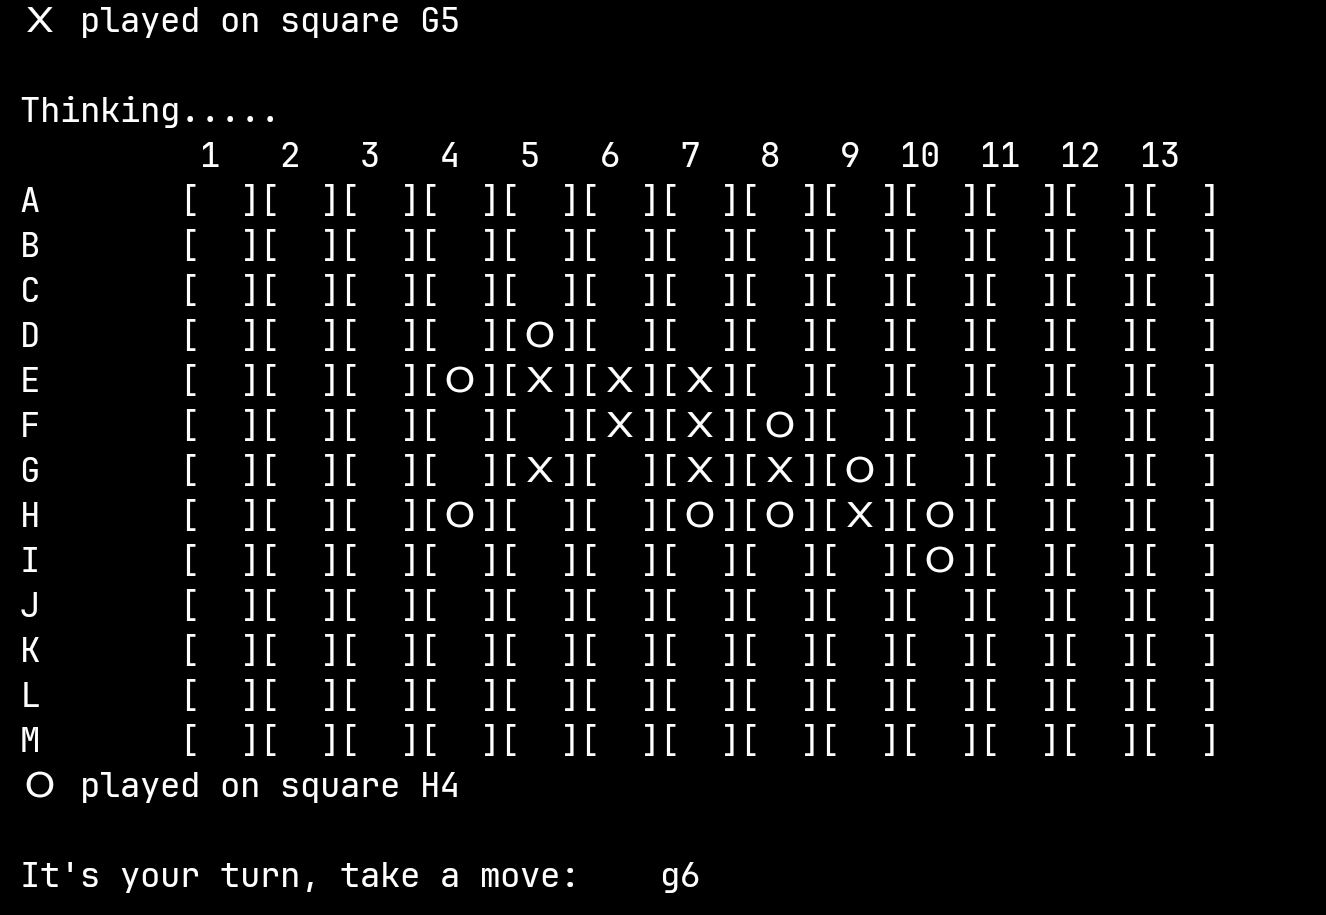 X played on square G5
Thinking.....
1 2 3 4 5 6 7 8 9 10 11 12 13
A [ ][ ][ ][ ][ ][ ][ ][ ][ ][ ][ ][ ][ ]
B [ ][ ][ ][ ][ ][ ][ ][ ][ ][ ][ ][ ][ ]
C [ ][ ][ ][ ][ ][ ][ ][ ][ ][ ][ ][ ][ ]
D [ ][ ][ ][ ][O][ ][ ][ ][ ][ ][ ][ ][ ]
E [ ][ ][ ][O][X][X][X][ ][ ][ ][ ][ ][ ]
F [ ][ ][ ][ ][ ][X][X][O][ ][ ][ ][ ][ ]
G [ ][ ][ ][ ][X][ ][X][X][O][ ][ ][ ][ ]
H [ ][ ][ ][O][ ][ ][O][O][X][O][ ][ ][ ]
I [ ][ ][ ][ ][ ][ ][ ][ ][ ][O][ ][ ][ ]
J [ ][ ][ ][ ][ ][ ][ ][ ][ ][ ][ ][ ][ ]
K [ ][ ][ ][ ][ ][ ][ ][ ][ ][ ][ ][ ][ ]
L [ ][ ][ ][ ][ ][ ][ ][ ][ ][ ][ ][ ][ ]
M [ ][ ][ ][ ][ ][ ][ ][ ][ ][ ][ ][ ][ ]
O played on square H4
It's your turn, take a move: g6